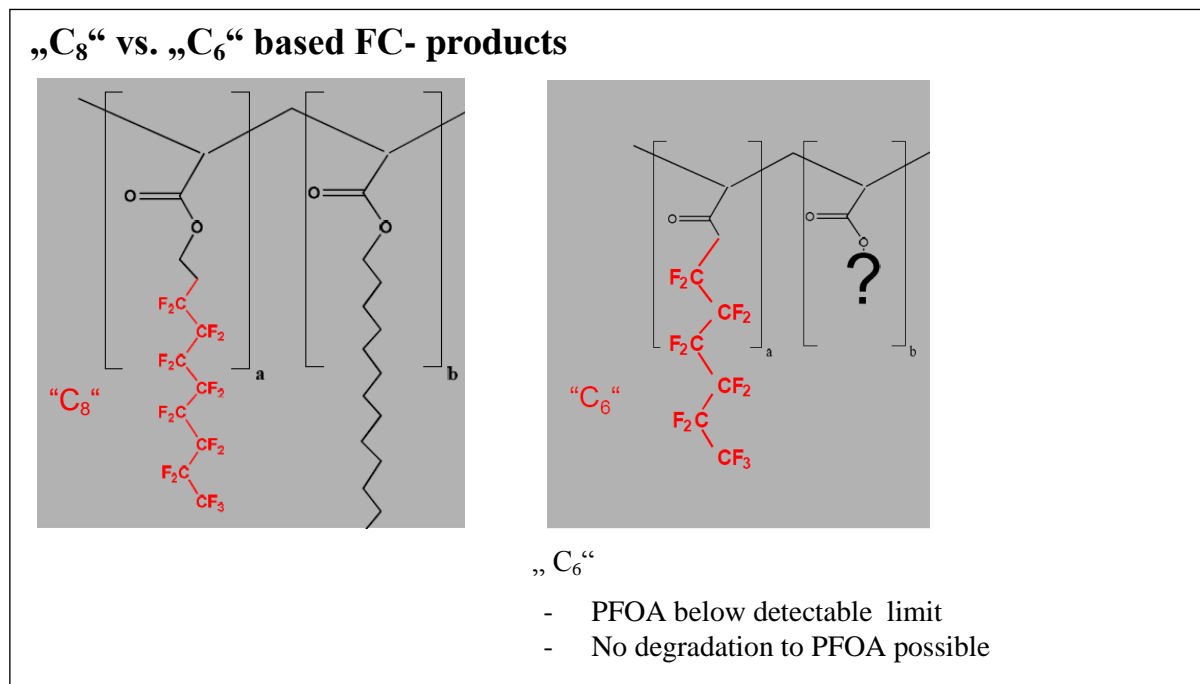 „C₈“ vs. „C₆“ based FC- products
O O
O O
F₂C
CF₂
F₂C
a b
CF₂
“C₈“
F₂C
CF₂
F₂C
CF₃
O O
O
?
F₂C
CF₂
F₂C
a b
CF₂
“C₆“
F₂C
CF₃
„ C₆“
- PFOA below detectable limit
- No degradation to PFOA possible